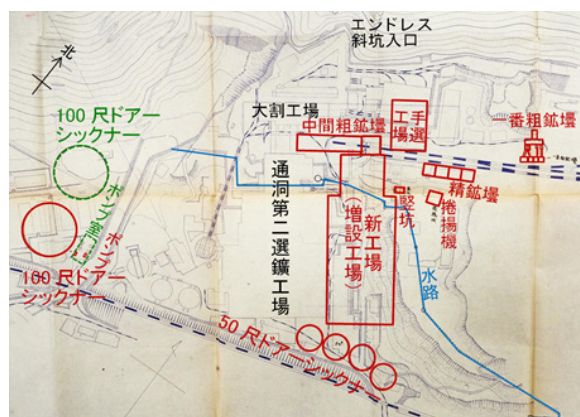 エンドレス
斜坑入口
北
100 尺ドアー
シックナー
大割工場
中間粗鉱壜
手選
工場
一番粗鉱壜
精鉱壜
捲揚機
竪坑
新工場
(増設工場)
通洞第二選鑛工場
水路
ポンプ室
ポンプ
100 尺ドアー
シックナー
50 尺ドアーシックナー